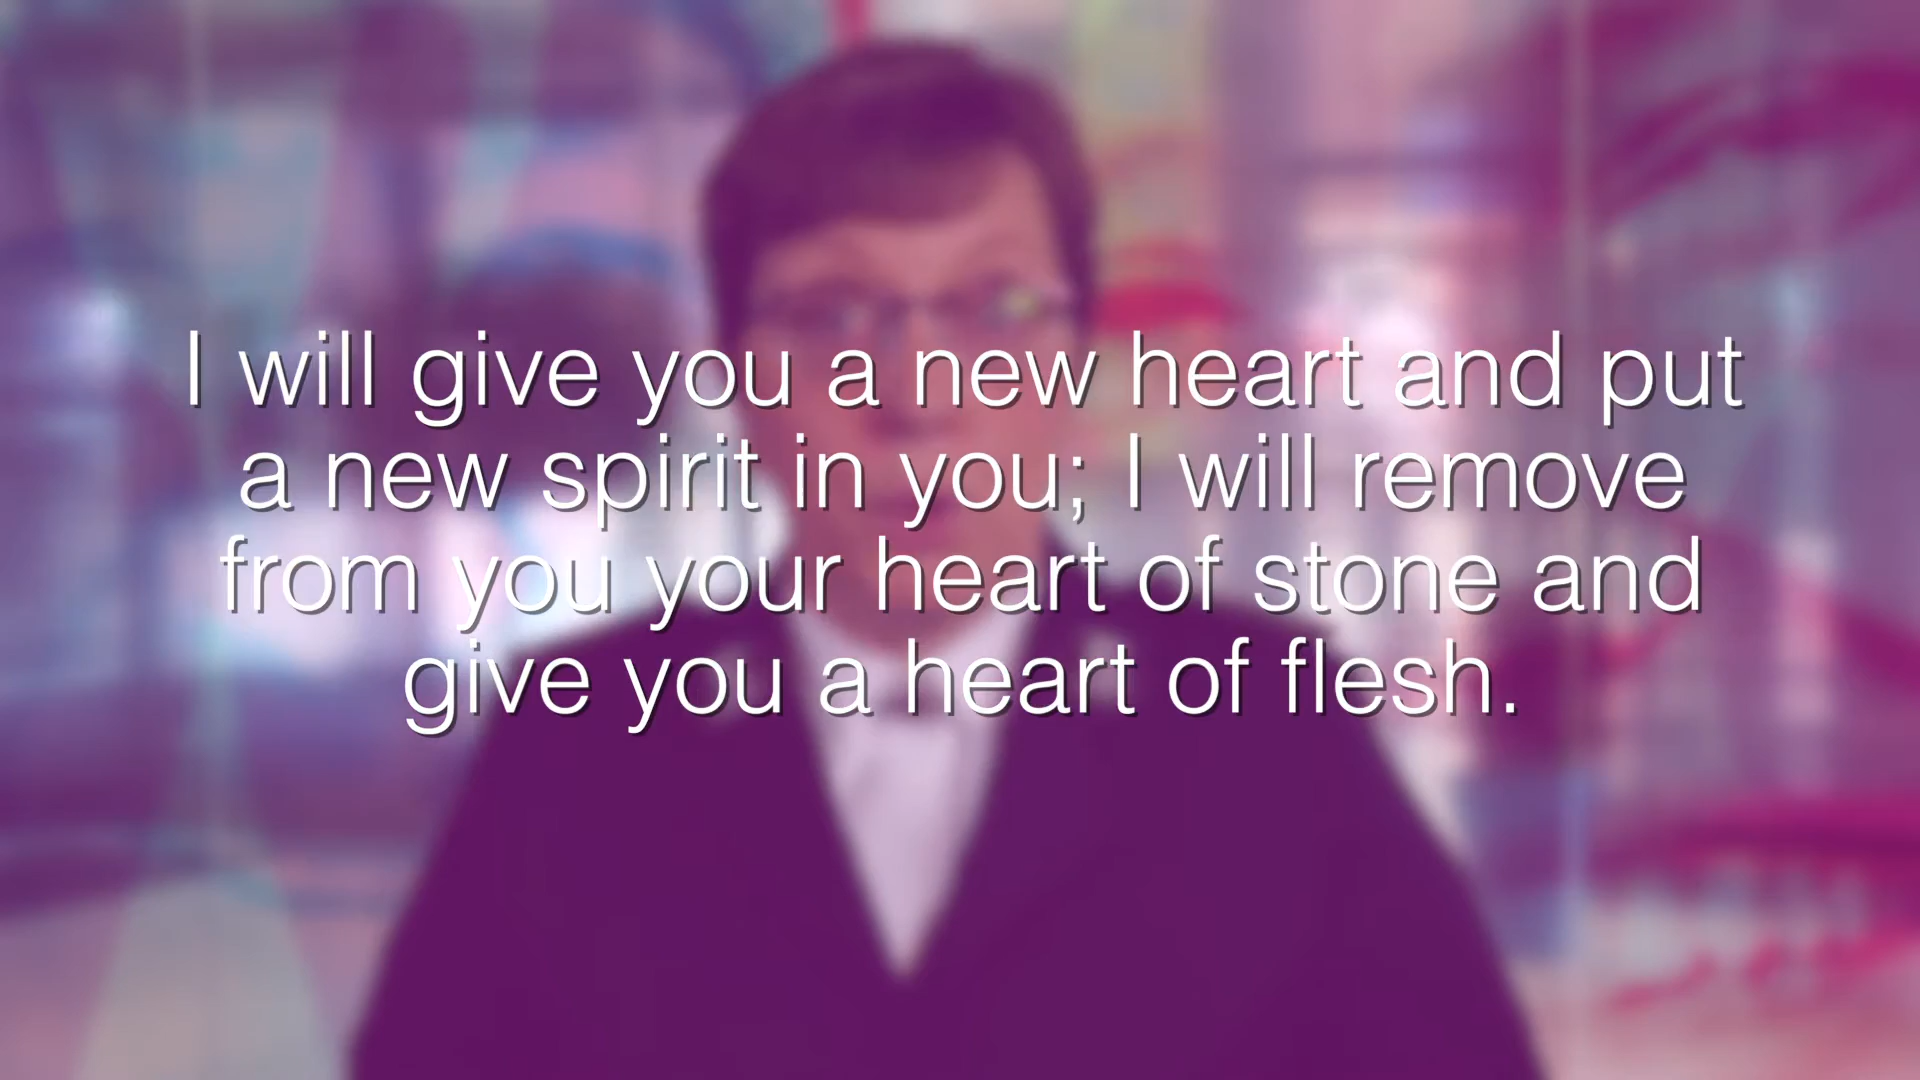 I will give you a new heart and put
a new spirit in you; I will remove
from you your heart of stone and
give you a heart of flesh.